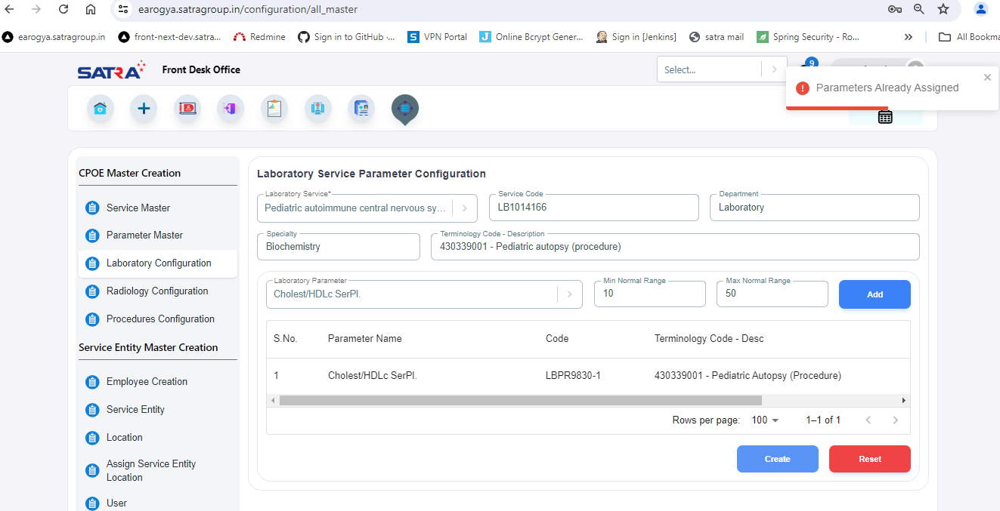 earogya.satragroup.in/configuration/all_master
earogya.satragroup.in
front-next-dev.satra...
Redmine
Sign in to GitHub ·...
VPN Portal
Online Bcrypt Gener...
Sign in [Jenkins]
satra mail
Spring Security - Ro...
All Bookma
SATRA
Front Desk Office
Select...
9
Parameters Already Assigned
CPOE Master Creation
Service Master
Parameter Master
Laboratory Configuration
Radiology Configuration
Procedures Configuration
Service Entity Master Creation
Employee Creation
Service Entity
Location
Assign Service Entity
Location
User
Laboratory Service Parameter Configuration
Laboratory Service*
Pediatric autoimmune central nervous sy...
Service Code
LB1014166
Department
Laboratory
Specialty
Biochemistry
Terminology Code - Description
430339001 - Pediatric autopsy (procedure)
Laboratory Parameter
Cholest/HDLc SerPl.
Min Normal Range
10
Max Normal Range
50
Add
S.No. Parameter Name Code Terminology Code - Desc
1 Cholest/HDLc SerPl. LBPR9830-1 430339001 - Pediatric Autopsy (Procedure)
Rows per page: 100 1–1 of 1
Create
Reset